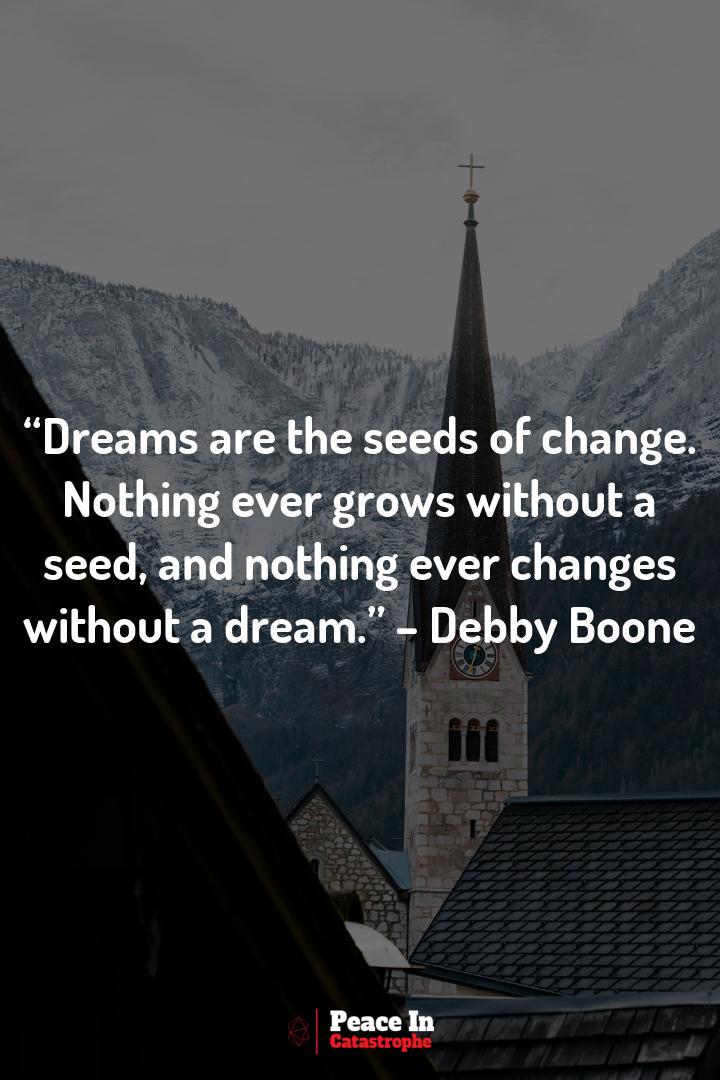 “Dreams are the seeds of change.
Nothing ever grows without a
seed, and nothing ever changes
without a dream.” – Debby Boone
Peace In
Catastrophe